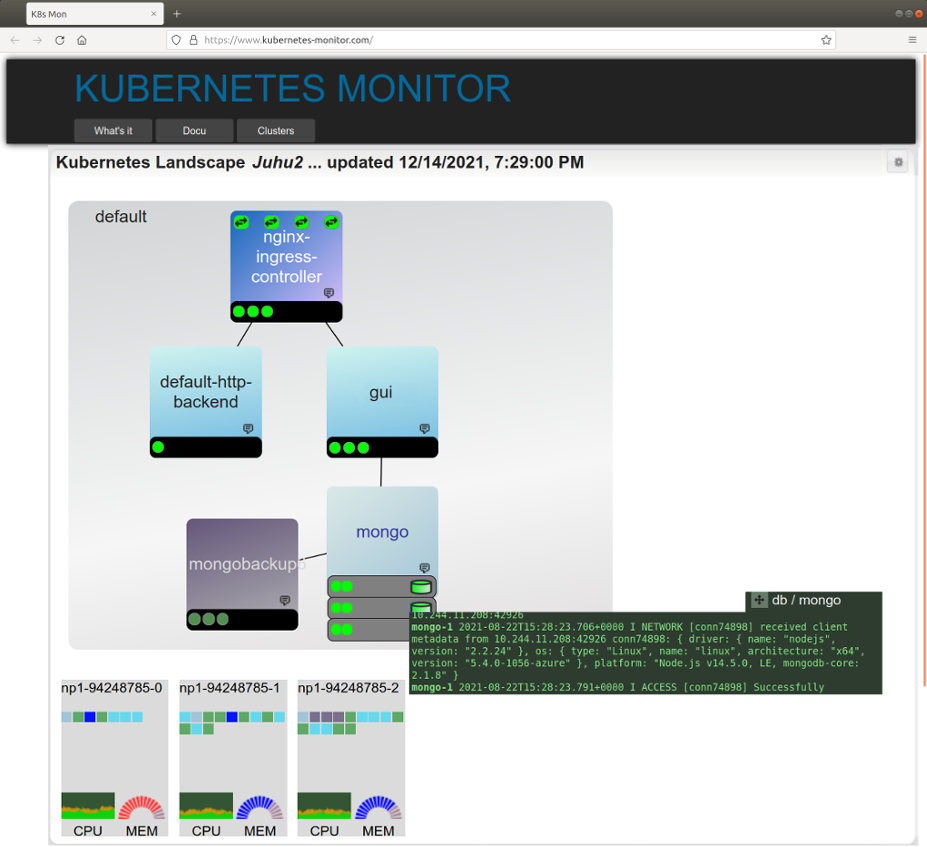 K8s Mon
https://www.kubernetes-monitor.com/
KUBERNETES MONITOR
What's it Docu Clusters
Kubernetes Landscape Juhu2 ... updated 12/14/2021, 7:29:00 PM
default
nginx-
ingress-
controller
default-http-
backend
gui
mongo
mongobackup
db / mongo
10.244.11.208:42926
mongo-1 2021-08-22T15:28:23.706+0000 I NETWORK [conn74898] received client
metadata from 10.244.11.208:42926 conn74898: { driver: { name: "nodejs",
version: "2.2.24" }, os: { type: "Linux", name: "linux", architecture: "x64",
version: "5.4.0-1056-azure" }, platform: "Node.js v14.5.0, LE, mongodb-core:
2.1.8" }
mongo-1 2021-08-22T15:28:23.791+0000 I ACCESS [conn74898] Successfully
np1-94248785-0 np1-94248785-1 np1-94248785-2
CPU MEM CPU MEM CPU MEM